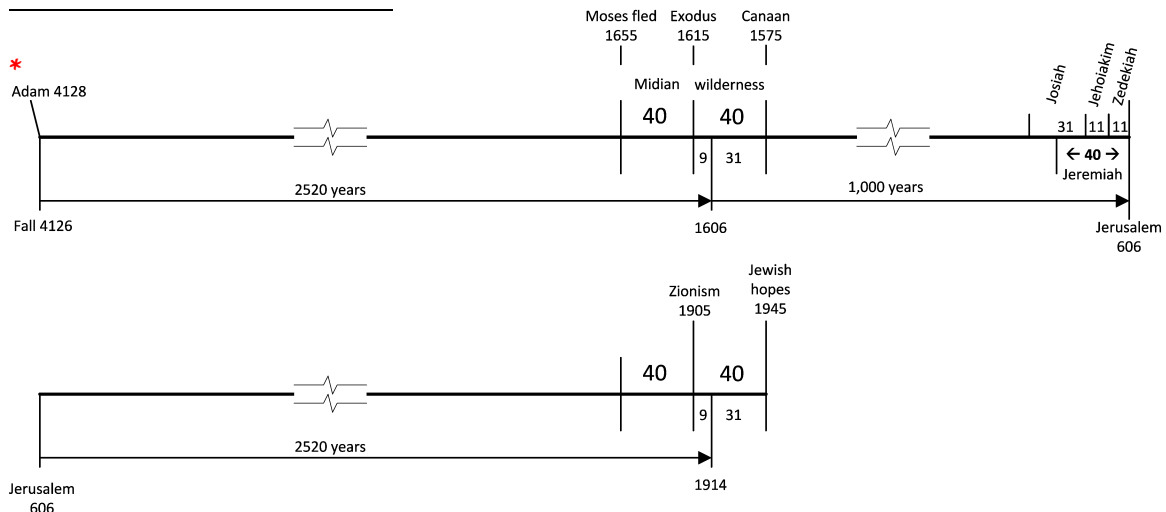 Moses fled Exodus Canaan
1655 1615 1575
*
Adam 4128
Midian wilderness
Josiah
Jehoiakim
Zedekiah
40 40
31 11 11
9 31
← 40 →
Jeremiah
2520 years 1,000 years
Fall 4126
1606
Jerusalem
606
Jewish
hopes
1945
Zionism
1905
40 40
9 31
2520 years
Jerusalem
606
1914